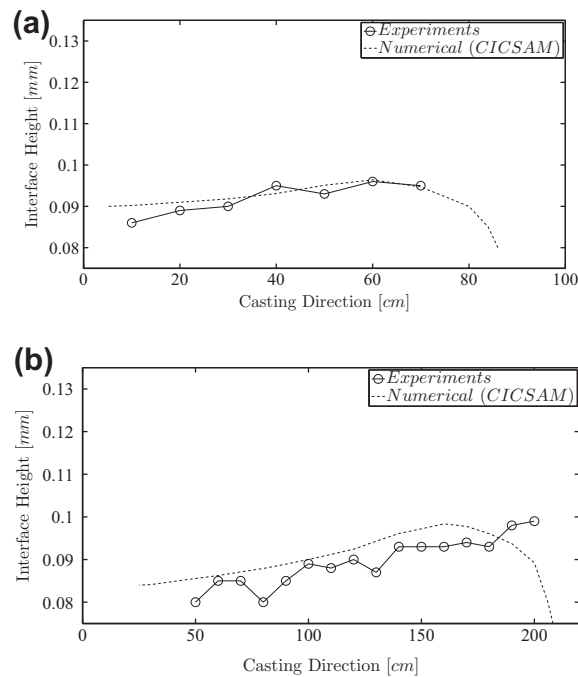 (a)
0.13
0.12
0.11
0.1
0.09
0.08
Interface Height [mm]
Experiments
Numerical (CICSAM)
0 20 40 60 80 100
Casting Direction [cm]
(b)
0.13
0.12
0.11
0.1
0.09
0.08
Interface Height [mm]
Experiments
Numerical (CICSAM)
0 50 100 150 200
Casting Direction [cm]